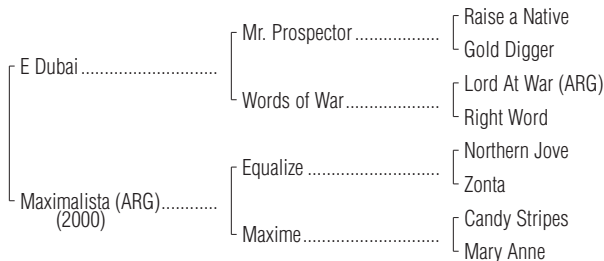 Raise a Native
Mr. Prospector ..................
Gold Digger
E Dubai .............................
Lord At War (ARG)
Words of War....................
Right Word
Northern Jove
Equalize ............................
Zonta
Maximalista (ARG)............
(2000)
Candy Stripes
Maxime.............................
Mary Anne